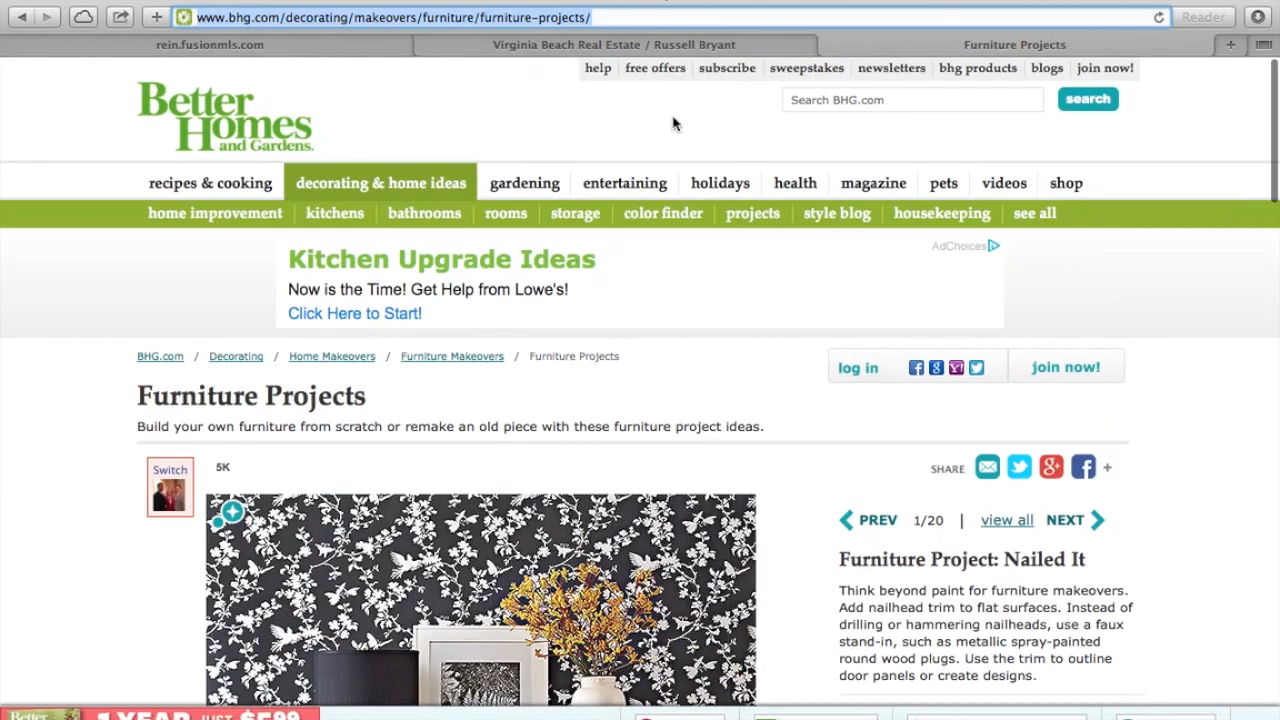 www.bhg.com/decorating/makeovers/furniture/furniture-projects/
Reader
rein.fusionmls.com
Virginia Beach Real Estate / Russell Bryant
Furniture Projects
help
free offers
subscribe
sweepstakes
newsletters
bhg products
blogs
join now!
Better
Homes
and Gardens.
Search BHG.com
search
recipes & cooking
decorating & home ideas
gardening
entertaining
holidays
health
magazine
pets
videos
shop
home improvement
kitchens
bathrooms
rooms
storage
color finder
projects
style blog
housekeeping
see all
AdChoices
Kitchen Upgrade Ideas
Now is the Time! Get Help from Lowe's!
Click Here to Start!
BHG.com / Decorating / Home Makeovers / Furniture Makeovers / Furniture Projects
log in
join now!
Furniture Projects
Build your own furniture from scratch or remake an old piece with these furniture project ideas.
Switch
5K
SHARE
PREV 1/20 | view all NEXT
Furniture Project: Nailed It
Think beyond paint for furniture makeovers.
Add nailhead trim to flat surfaces. Instead of
drilling or hammering nailheads, use a faux
stand-in, such as metallic spray-painted
round wood plugs. Use the trim to outline
door panels or create designs.
Better
1 YEAR JUST $5.99